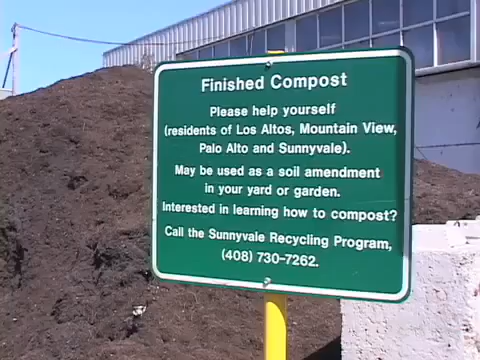 Finished Compost
Please help yourself
(residents of Los Altos, Mountain View,
Palo Alto and Sunnyvale).
May be used as a soil amendment
in your yard or garden.
Interested in learning how to compost?
Call the Sunnyvale Recycling Program,
(408) 730-7262.